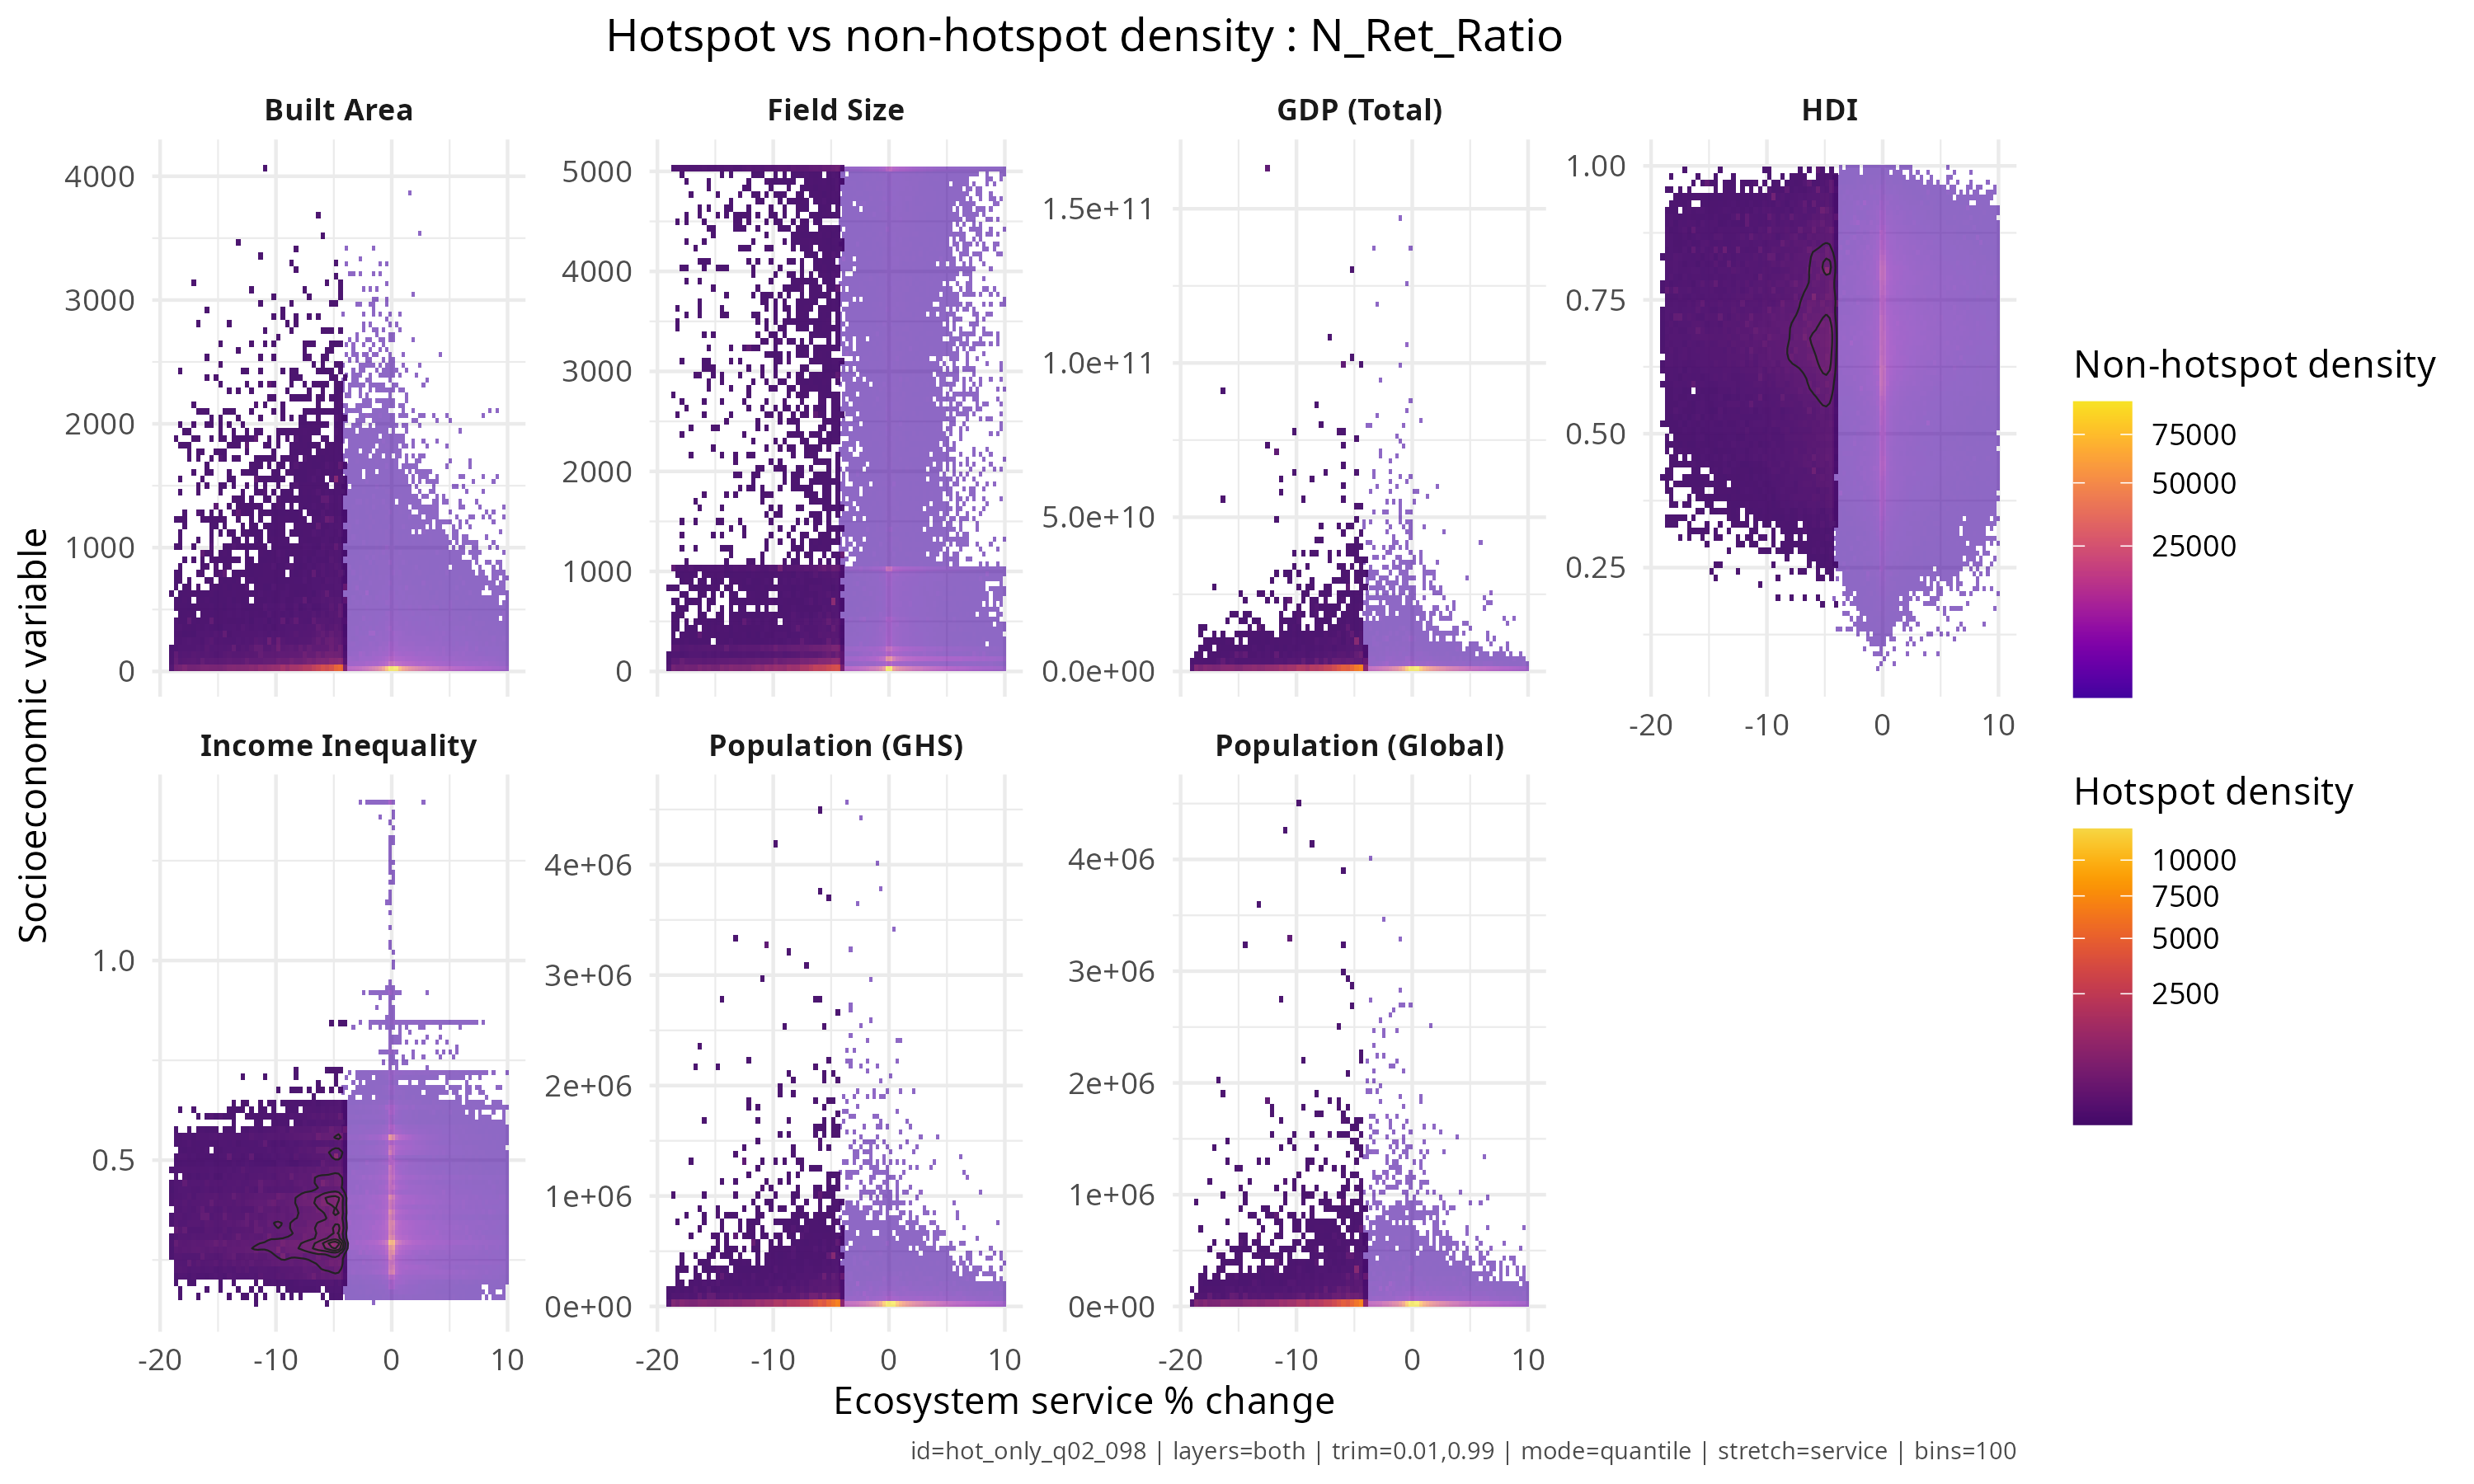 Hotspot vs non-hotspot density : N_Ret_Ratio
Built Area
Field Size
GDP (Total)
HDI
4000
3000
2000
1000
0
5000
4000
3000
2000
1000
0
1.5e+11
1.0e+11
5.0e+10
0.0e+00
1.00
0.75
0.50
0.25
-20 -10 0 10
Income Inequality
Population (GHS)
Population (Global)
1.0
0.5
4e+06
3e+06
2e+06
1e+06
0e+00
4e+06
3e+06
2e+06
1e+06
0e+00
-20 -10 0 10
-20 -10 0 10
-20 -10 0 10
Socioeconomic variable
Ecosystem service % change
Non-hotspot density
75000
50000
25000
Hotspot density
10000
7500
5000
2500
id=hot_only_q02_098 | layers=both | trim=0.01,0.99 | mode=quantile | stretch=service | bins=100